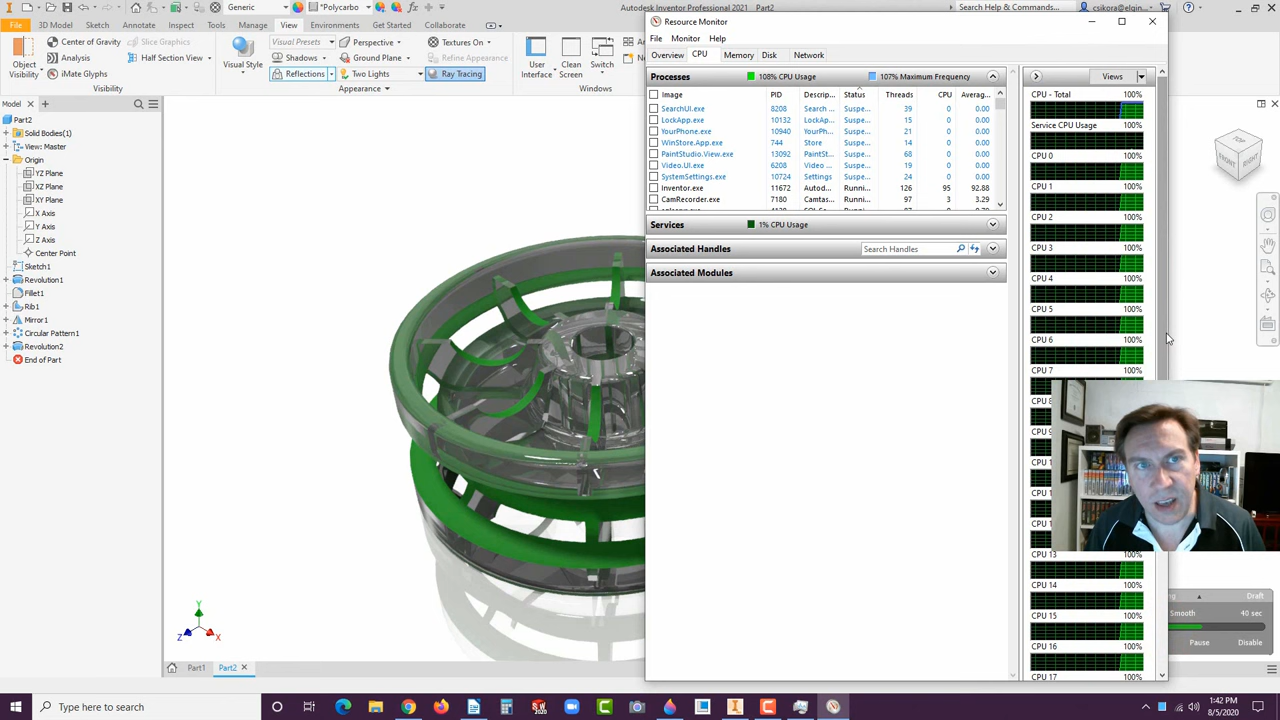 Generic
*Polycarbo
Autodesk Inventor Professional 2021 Part2
Search Help & Commands...
csikora@elgin...
File 3D Model Sketch Annotate Inspect Tools Manage View Environments Get Started Collaborate
Object
Visibility
Center of Gravity
Analysis
iMate Glyphs
Slice Graphics
Half Section View
Visibility
Visual Style
Visual Presets
Shadows
Reflections
Perspective
Ground Plane
Two Lights
Textures On
Refine Appearance
Ray Tracing
Appearance
User
Interface
Clean
Screen
Switch
Windows
Model
Part2
Solid Bodies(1)
View: Master
Origin
YZ Plane
XZ Plane
XY Plane
X Axis
Y Axis
Z Axis
Center Point
Sketch1
Revolution1
Fillet1
Rib1
Mirror1
Circular Pattern1
Revolution2
End of Part
Y
Z
X
Part1
Part2
Resource Monitor
File Monitor Help
Overview CPU Memory Disk Network
Processes 108% CPU Usage 107% Maximum Frequency
Image PID Descrip... Status Threads CPU Averag...
SearchUI.exe 8208 Search ... Suspe... 39 0 0.00
LockApp.exe 10132 LockAp... Suspe... 15 0 0.00
YourPhone.exe 10940 YourPh... Suspe... 21 0 0.00
WinStore.App.exe 744 Store Suspe... 14 0 0.00
PaintStudio.View.exe 13092 PaintSt... Suspe... 68 0 0.00
Video.UI.exe 6208 Video ... Suspe... 19 0 0.00
SystemSettings.exe 10724 Settings Suspe... 14 0 0.00
Inventor.exe 11672 Autod... Runni... 126 95 92.88
CamRecorder.exe 7180 Camtas... Runni... 97 3 3.29
Services 1% CPU Usage
Associated Handles Search Handles
Associated Modules
Views
CPU - Total 100%
Service CPU Usage 100%
CPU 0 100%
CPU 1 100%
CPU 2 100%
CPU 3 100%
CPU 4 100%
CPU 5 100%
CPU 6 100%
CPU 7 100%
CPU 13 100%
CPU 14 100%
CPU 15 100%
CPU 16 100%
CPU 17 100%
Draft
Smooth 40 sec
Pause Disable
Type here to search
1:42 PM
8/5/2020